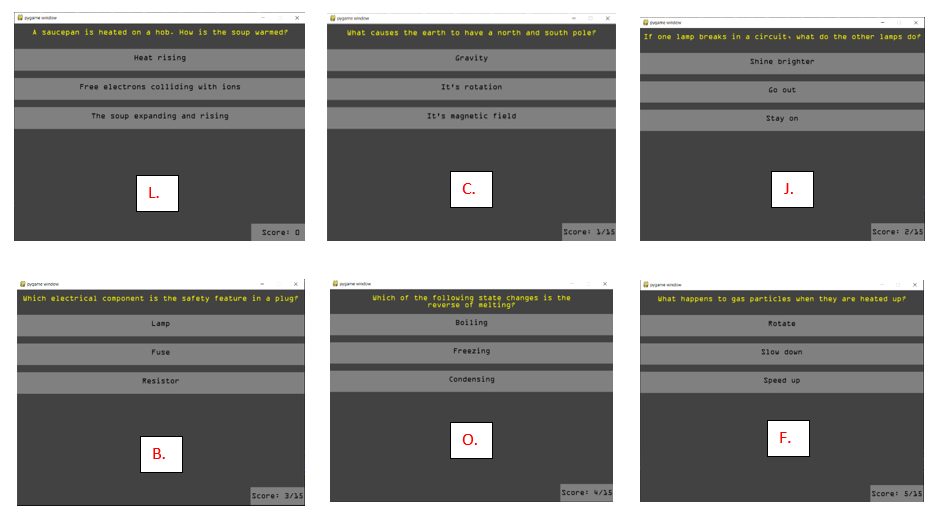 pygame window
A saucepan is heated on a hob. How is the soup warmed?
Heat rising
Free electrons colliding with ions
The soup expanding and rising
L.
Score: 0
pygame window
What causes the earth to have a north and south pole?
Gravity
It's rotation
It's magnetic field
C.
Score: 1/15
pygame window
If one lamp breaks in a circuit, what do the other lamps do?
Shine brighter
Go out
Stay on
J.
Score: 2/15
pygame window
Which electrical component is the safety feature in a plug?
Lamp
Fuse
Resistor
B.
Score: 3/15
pygame window
Which of the following state changes is the
reverse of melting?
Boiling
Freezing
Condensing
O.
Score: 4/15
pygame window
What happens to gas particles when they are heated up?
Rotate
Slow down
Speed up
F.
Score: 5/15